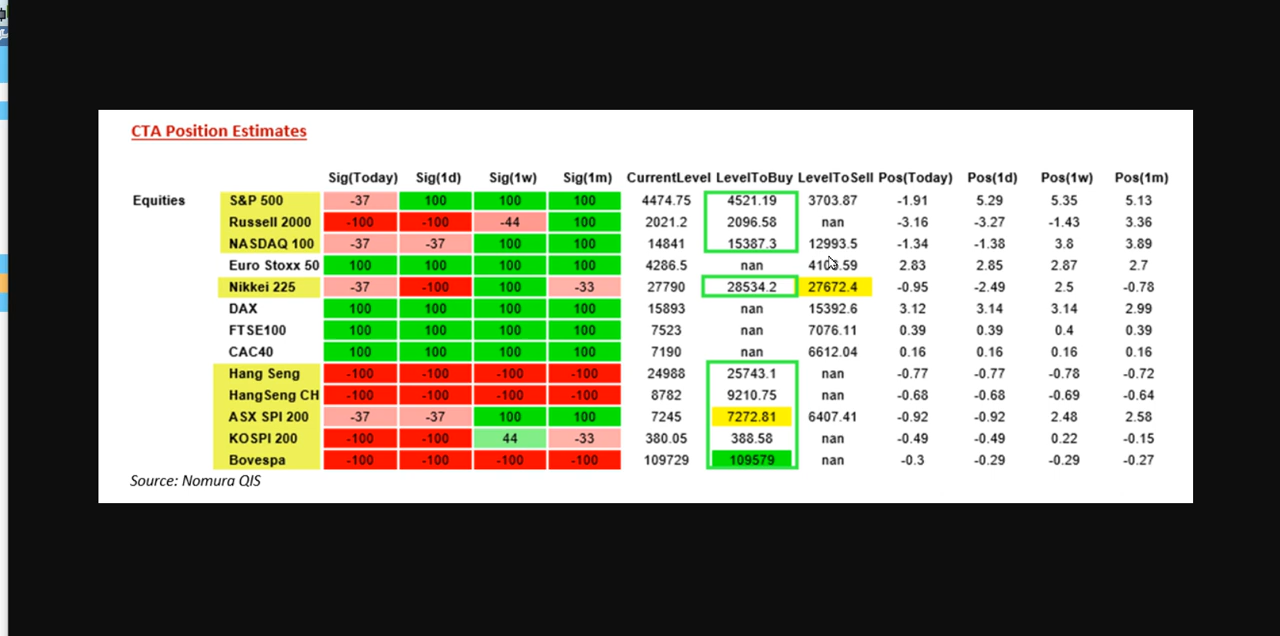 CTA Position Estimates
Sig(Today) Sig(1d) Sig(1w) Sig(1m) CurrentLevel LevelToBuy LevelToSell Pos(Today) Pos(1d) Pos(1w) Pos(1m)
Equities S&P 500 -37 100 100 100 4474.75 4521.19 3703.87 -1.91 5.29 5.35 5.13
Russell 2000 -100 -100 -44 100 2021.2 2096.58 nan -3.16 -3.27 -1.43 3.36
NASDAQ 100 -37 -37 100 100 14841 15387.3 12993.5 -1.34 -1.38 3.8 3.89
Euro Stoxx 50 100 100 100 100 4286.5 nan 2.83 2.85 2.87 2.7
Nikkei 225 -37 -100 100 -33 27790 28534.2 27672.4 -0.95 -2.49 2.5 -0.78
DAX 100 100 100 100 15893 nan 15392.6 3.12 3.14 3.14 2.99
FTSE100 100 100 100 100 7523 nan 7076.11 0.39 0.39 0.4 0.39
CAC40 100 100 100 100 7190 nan 6612.04 0.16 0.16 0.16 0.16
Hang Seng -100 -100 -100 -100 24988 25743.1 nan -0.77 -0.77 -0.78 -0.72
HangSeng CH -100 -100 -100 -100 8782 9210.75 nan -0.68 -0.68 -0.69 -0.64
ASX SPI 200 -37 -37 100 100 7245 7272.81 6407.41 -0.92 -0.92 2.48 2.58
KOSPI 200 -100 -100 44 -33 380.05 388.58 nan -0.49 -0.49 0.22 -0.15
Bovespa -100 -100 -100 -100 109729 109579 nan -0.3 -0.29 -0.29 -0.27
Source: Nomura QIS